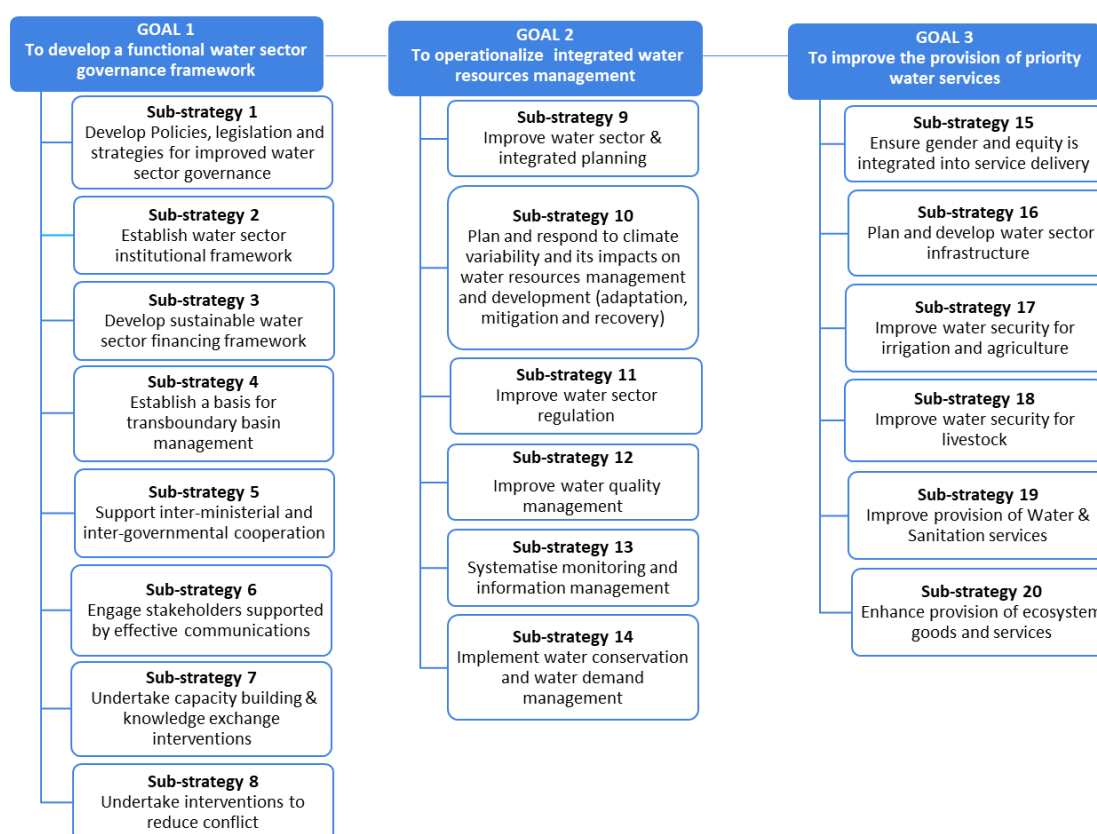 GOAL 1
To develop a functional water sector
governance framework
Sub-strategy 1
Develop Policies, legislation and
strategies for improved water
sector governance
Sub-strategy 2
Establish water sector
institutional framework
Sub-strategy 3
Develop sustainable water
sector financing framework
Sub-strategy 4
Establish a basis for
transboundary basin
management
Sub-strategy 5
Support inter-ministerial and
inter-governmental cooperation
Sub-strategy 6
Engage stakeholders supported
by effective communications
Sub-strategy 7
Undertake capacity building &
knowledge exchange
interventions
Sub-strategy 8
Undertake interventions to
reduce conflict
GOAL 2
To operationalize integrated water
resources management
Sub-strategy 9
Improve water sector &
integrated planning
Sub-strategy 10
Plan and respond to climate
variability and its impacts on
water resources management
and development (adaptation,
mitigation and recovery)
Sub-strategy 11
Improve water sector
regulation
Sub-strategy 12
Improve water quality
management
Sub-strategy 13
Systematise monitoring and
information management
Sub-strategy 14
Implement water conservation
and water demand
management
GOAL 3
To improve the provision of priority
water services
Sub-strategy 15
Ensure gender and equity is
integrated into service delivery
Sub-strategy 16
Plan and develop water sector
infrastructure
Sub-strategy 17
Improve water security for
irrigation and agriculture
Sub-strategy 18
Improve water security for
livestock
Sub-strategy 19
Improve provision of Water &
Sanitation services
Sub-strategy 20
Enhance provision of ecosystem
goods and services